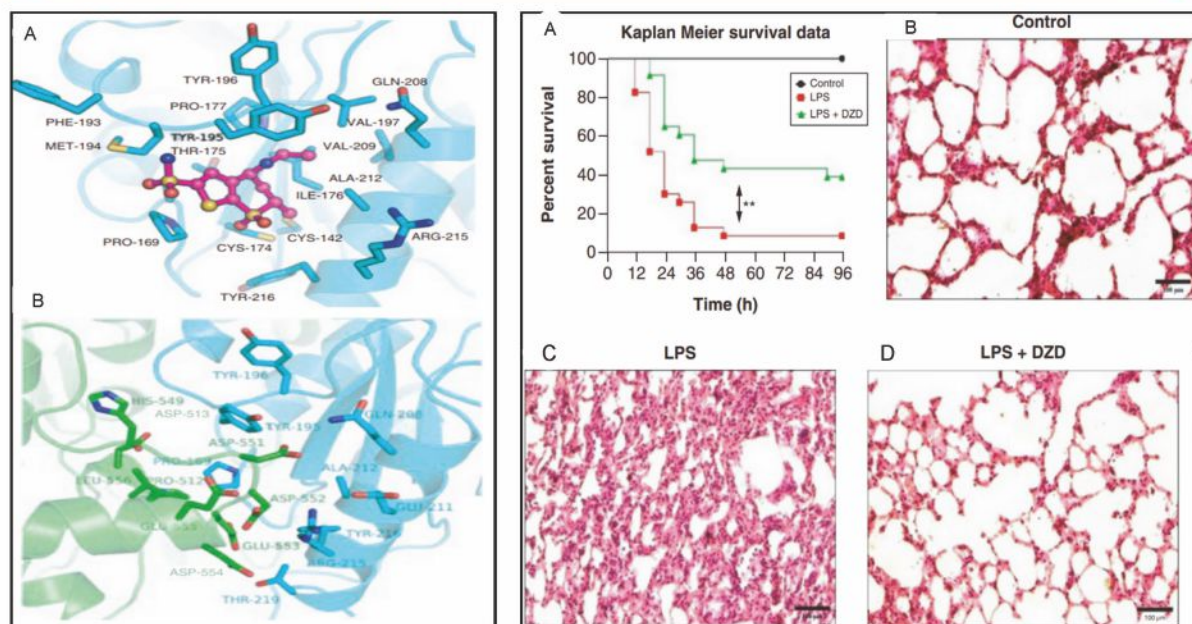 A
TYR-196
GLN-208
PRO-177
PHE-193
VAL-197
TYR-195
MET-194
THR-175
VAL-209
ALA-212
ILE-176
PRO-169
CYS-174
CYS-142
ARG-215
TYR-216
B
TYR-196
HIS-549
ASP-513
GLN-208
TYR-195
ASP-551
ALA-212
PRO-512
ASP-552
GLU-553
ASP-554
THR-219
A
Kaplan Meier survival data
100
80
60
40
20
0
Percent survival
Control
LPS
LPS + DZD
**
0 12 24 36 48 60 72 84 96
Time (h)
B
Control
C
LPS
D
LPS + DZD
100 µm